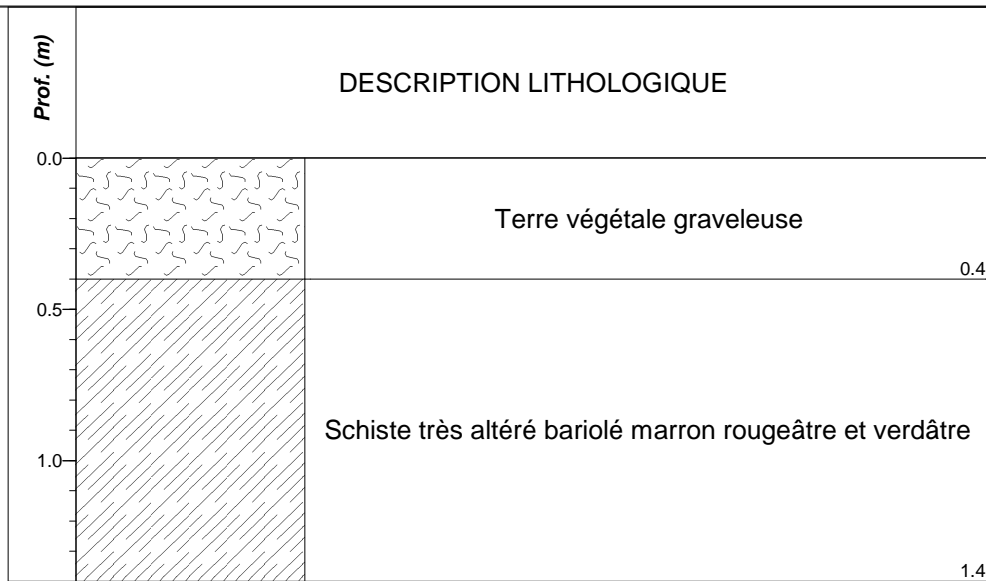 Prof. (m)
DESCRIPTION LITHOLOGIQUE
0.0
Terre végétale graveleuse
0.4
0.5
Schiste très altéré bariolé marron rougeâtre et verdâtre
1.0
1.4